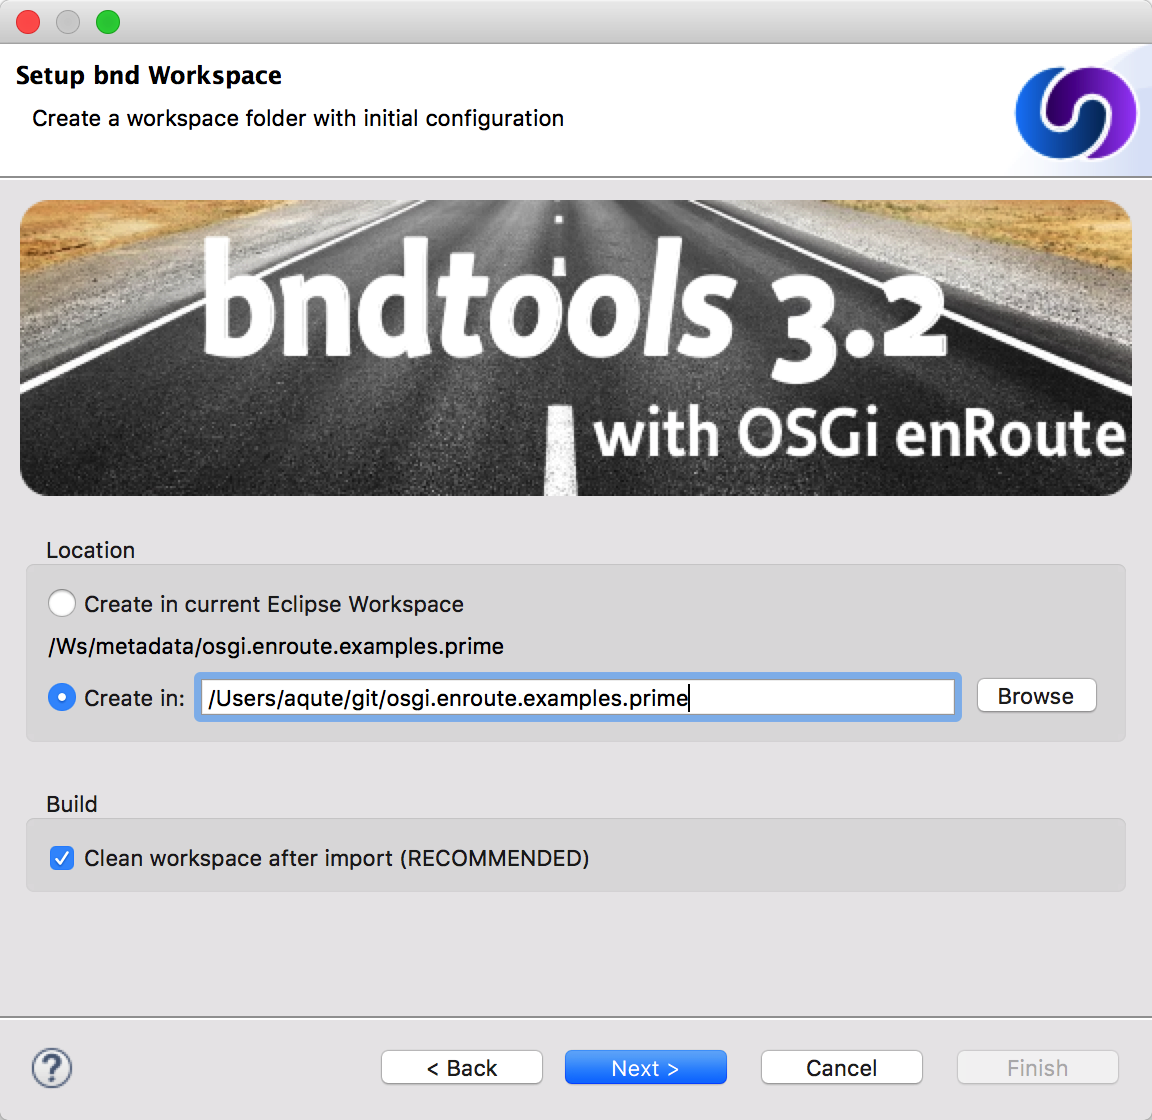 Setup bnd Workspace
Create a workspace folder with initial configuration
bndtools 3.2
with OSGi enRoute
Location
Create in current Eclipse Workspace
/Ws/metadata/osgi.enroute.examples.prime
Create in: /Users/aqute/git/osgi.enroute.examples.prime Browse
Build
Clean workspace after import (RECOMMENDED)
? < Back Next > Cancel Finish